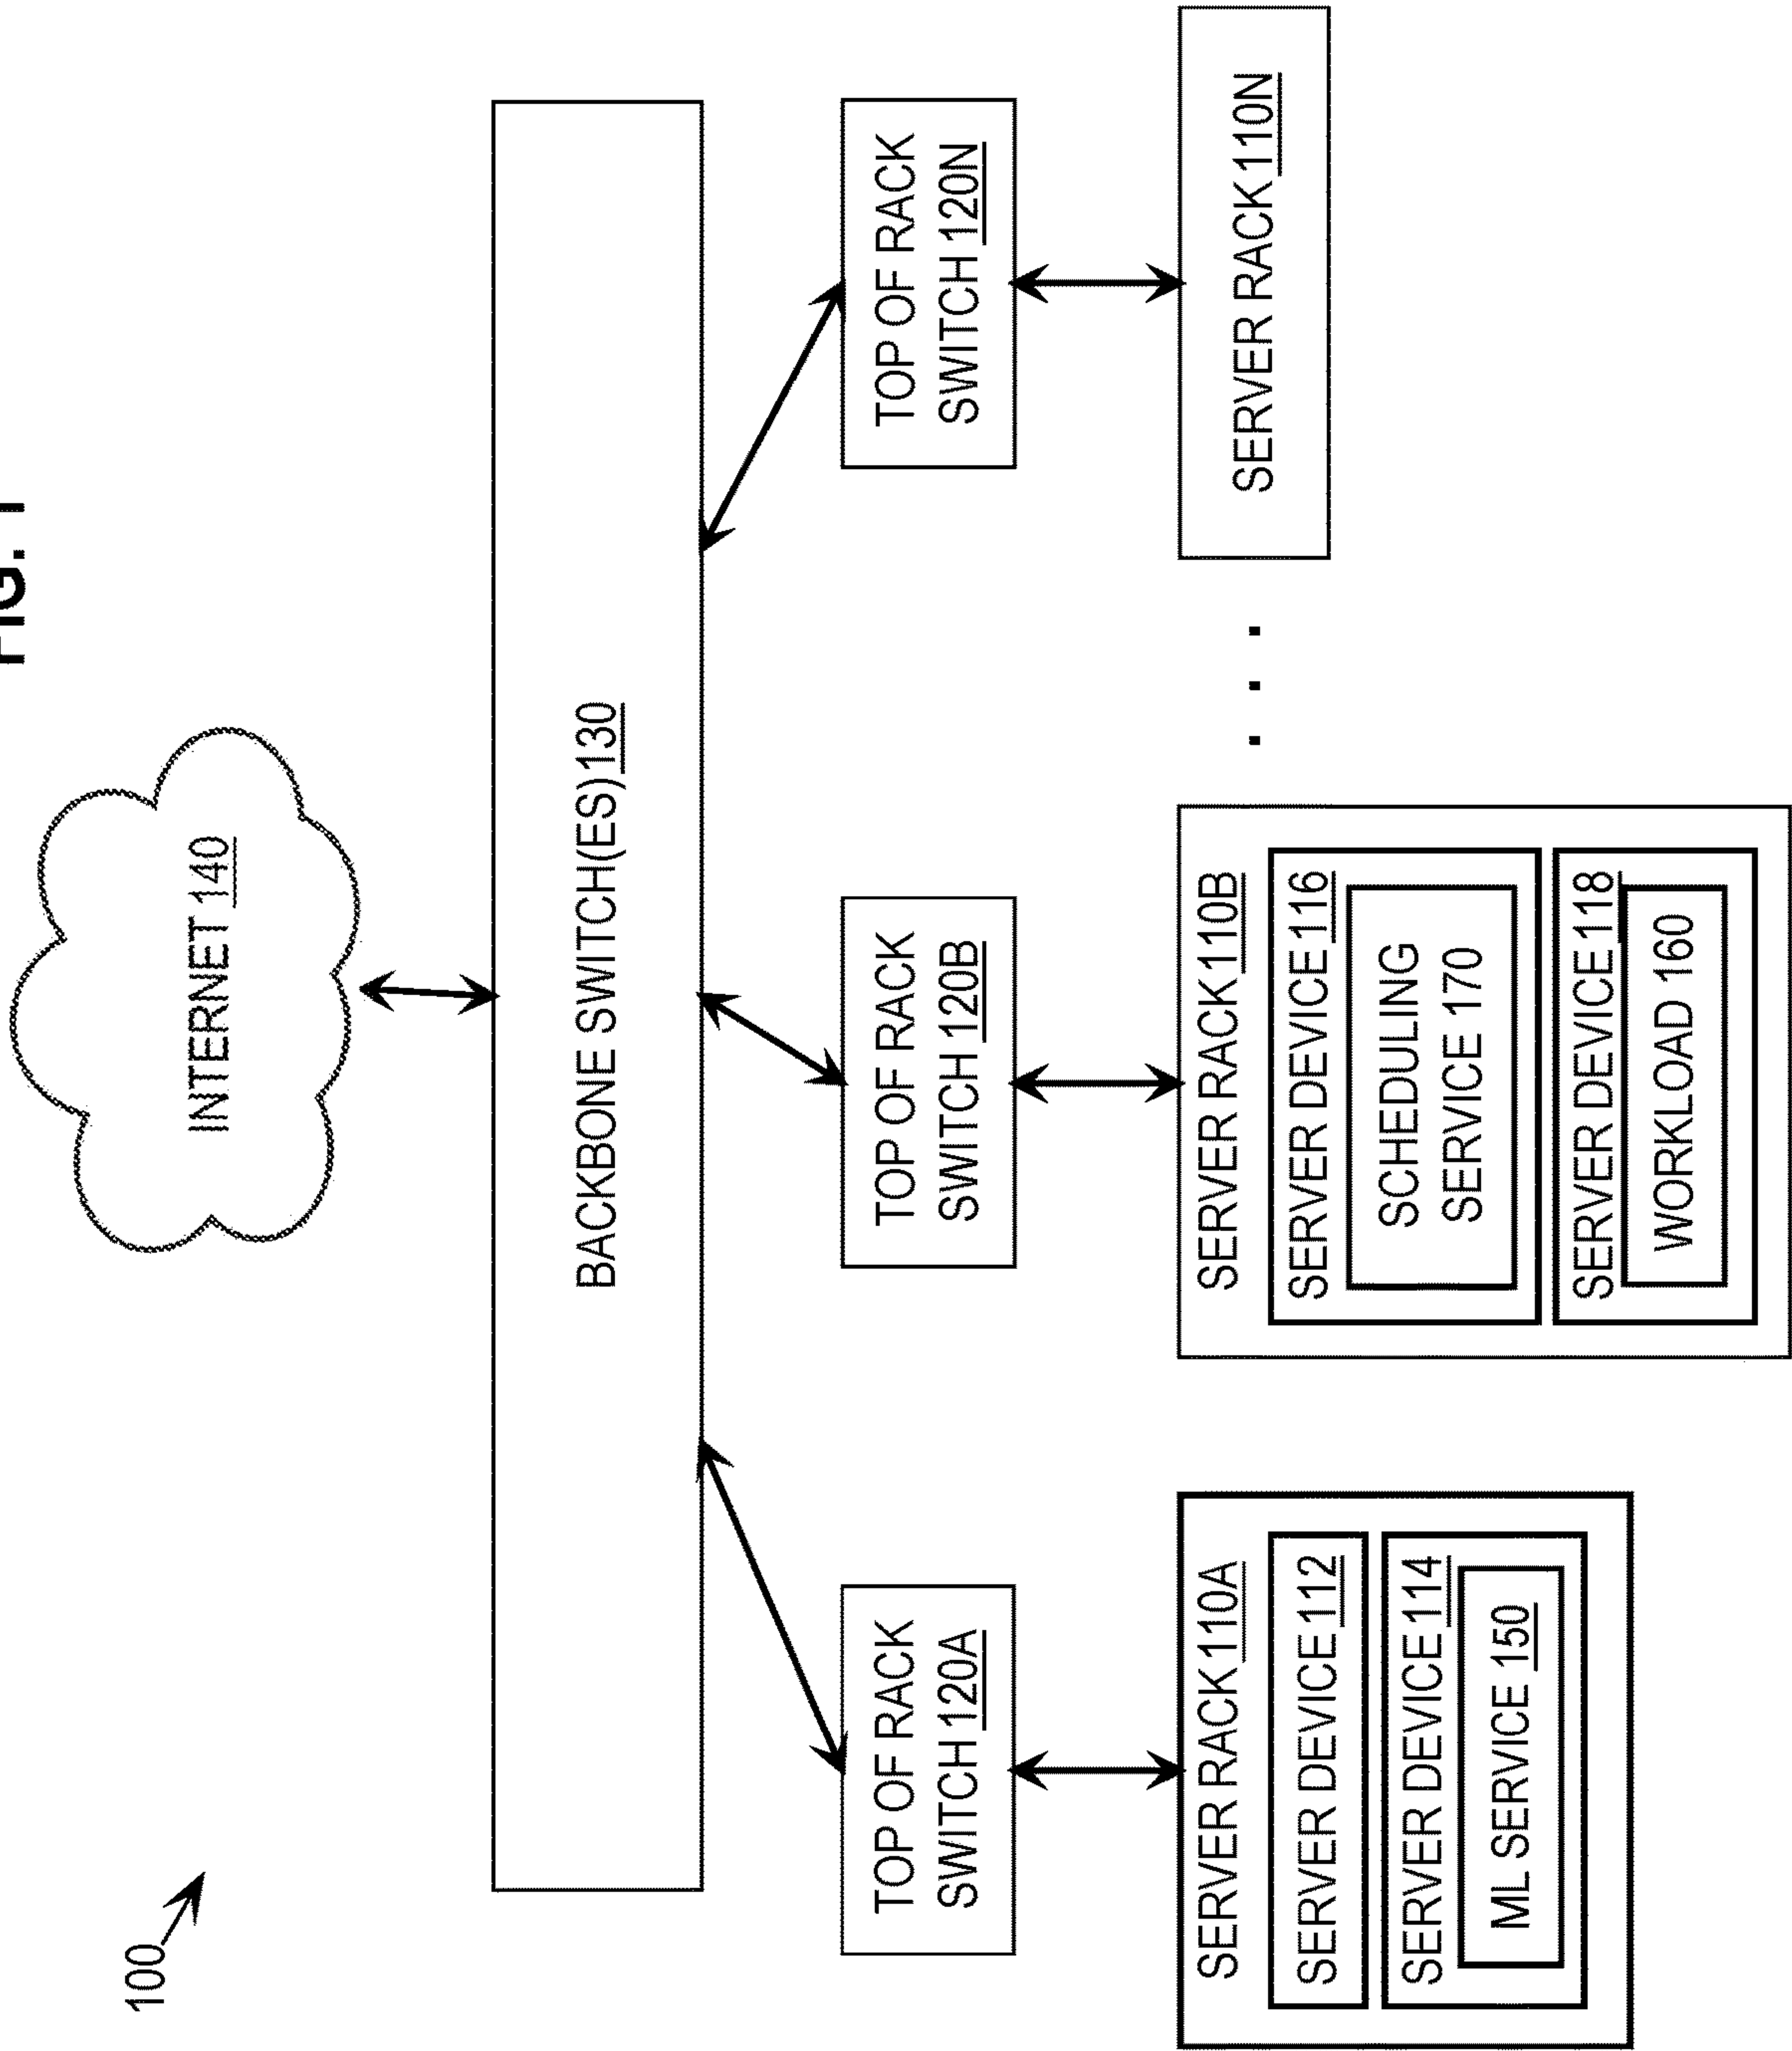 FIG. 1
100
INTERNET 140
BACKBONE SWITCH(ES) 130
TOP OF RACK
SWITCH 120A
TOP OF RACK
SWITCH 120B
TOP OF RACK
SWITCH 120N
SERVER RACK 110A
SERVER DEVICE 112
SERVER DEVICE 114
ML SERVICE 150
SERVER RACK 110B
SERVER DEVICE 116
SCHEDULING
SERVICE 170
SERVER DEVICE 118
WORKLOAD 160
. . .
SERVER RACK 110N